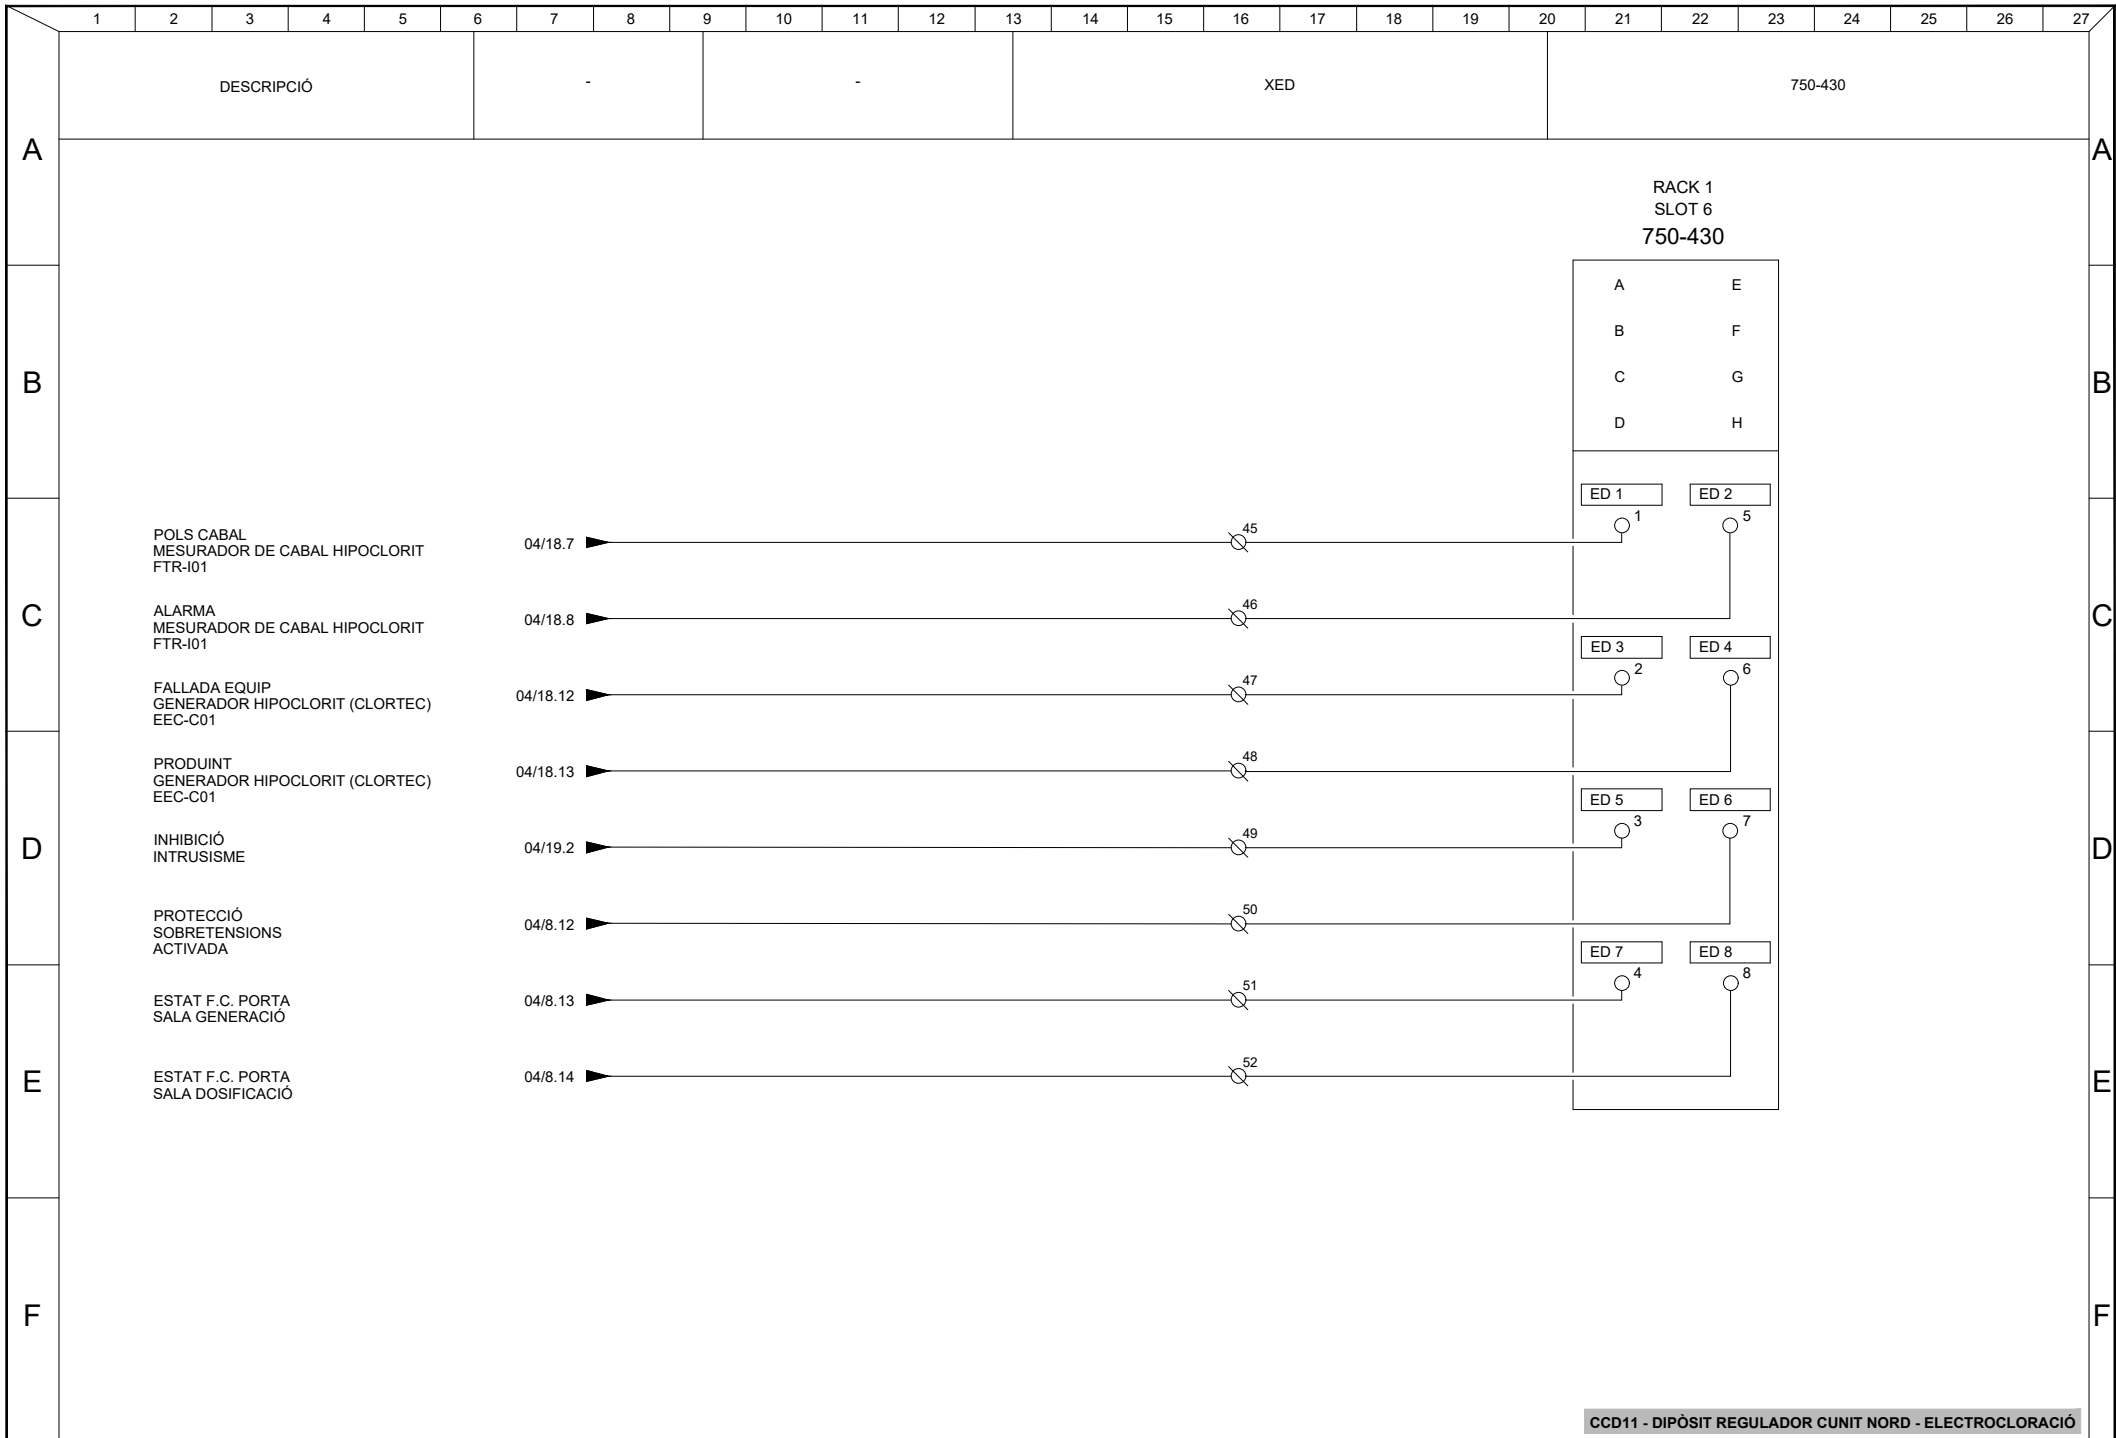 1 2 3 4 5 6 7 8 9 10 11 12 13 14 15 16 17 18 19 20 21 22 23 24 25 26 27
DESCRIPCIÓ - - XED 750-430
A A
RACK 1
SLOT 6
750-430
A E
B F
B B
C G
D H
ED 1 ED 2
POLS CABAL
MESURADOR DE CABAL HIPOCLORIT
FTR-I01
04/18.7 45 1 5
C C
ALARMA
MESURADOR DE CABAL HIPOCLORIT
FTR-I01
04/18.8 46
ED 3 ED 4
FALLADA EQUIP
GENERADOR HIPOCLORIT (CLORTEC)
EEC-C01
04/18.12 47 2 6
PRODUINT
GENERADOR HIPOCLORIT (CLORTEC)
EEC-C01
04/18.13 48
ED 5 ED 6
D D
INHIBICIÓ
INTRUSISME
04/19.2 49 3 7
PROTECCIÓ
SOBRETENSIONS
ACTIVADA
04/8.12 50
ED 7 ED 8
ESTAT F.C. PORTA
SALA GENERACIÓ
04/8.13 51 4 8
E E
ESTAT F.C. PORTA
SALA DOSIFICACIÓ
04/8.14 52
F F
CCD11 - DIPÒSIT REGULADOR CUNIT NORD - ELECTROCLORACIÓ